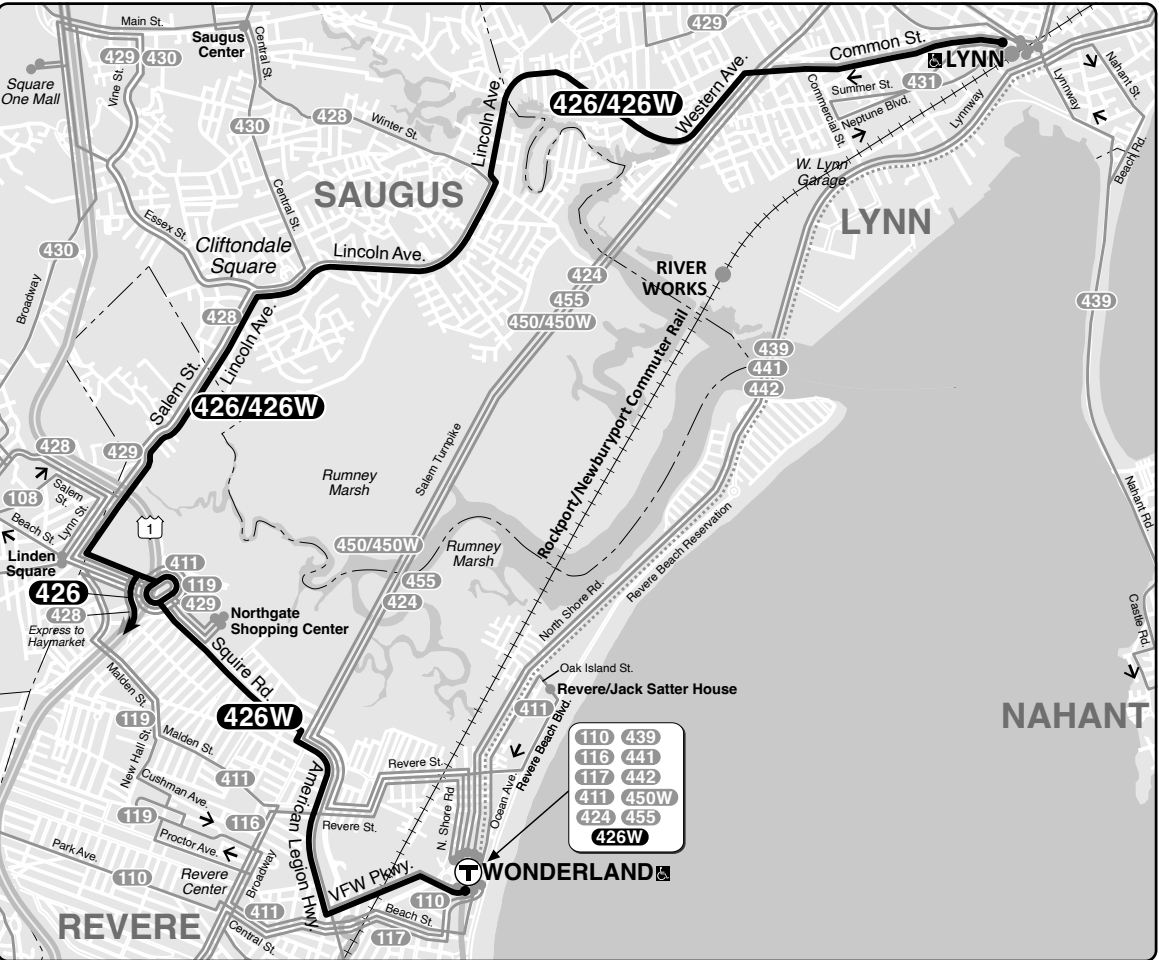 Main St.
Saugus
Center
429
429
430
Central St.
Vine St.
Square
One Mall
430
428
Winter St.
Lincoln Ave.
426/426W
Western Ave.
Common St.
LYNN
Summer St.
431
Commercial St.
Neptune Blvd.
Lynnway
Lynnway
Nahant St.
Beach Rd.
W. Lynn
Garage
SAUGUS
LYNN
Central St.
Essex St.
Cliftondale
Square
Lincoln Ave.
430
Broadway
428
Lincoln Ave.
Salem St.
426/426W
424
455
450/450W
RIVER
WORKS
439
439
441
442
Rockport/Newburyport Commuter Rail
Salem Turnpike
428
429
108
Salem
St.
Lynn St.
Beach St.
1
Linden
Square
426
428
Express to
Haymarket
411
119
429
Northgate
Shopping Center
Rumney
Marsh
Rumney
Marsh
450/450W
455
424
Revere Beach Reservation
North Shore Rd.
Nahant Rd.
Castle Rd.
NAHANT
Squire Rd.
426W
Oak Island St.
Revere/Jack Satter House
411
Revere Beach Blvd.
Ocean Ave.
Malden St.
119
Malden St.
New Hall St.
411
Cushman Ave.
119
116
Proctor Ave.
Park Ave.
110
Revere
Center
Broadway
American Legion Hwy.
Revere St.
Revere St.
N. Shore Rd
110 439
116 441
117 442
411 450W
424 455
426W
T WONDERLAND
VFW Pkwy.
110
Beach St.
117
411
Central St.
REVERE